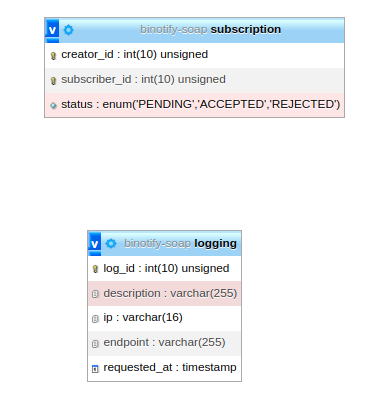 v binotify-soap subscription
creator_id : int(10) unsigned
subscriber_id : int(10) unsigned
status : enum('PENDING','ACCEPTED','REJECTED')
v binotify-soap logging
log_id : int(10) unsigned
description : varchar(255)
ip : varchar(16)
endpoint : varchar(255)
requested_at : timestamp